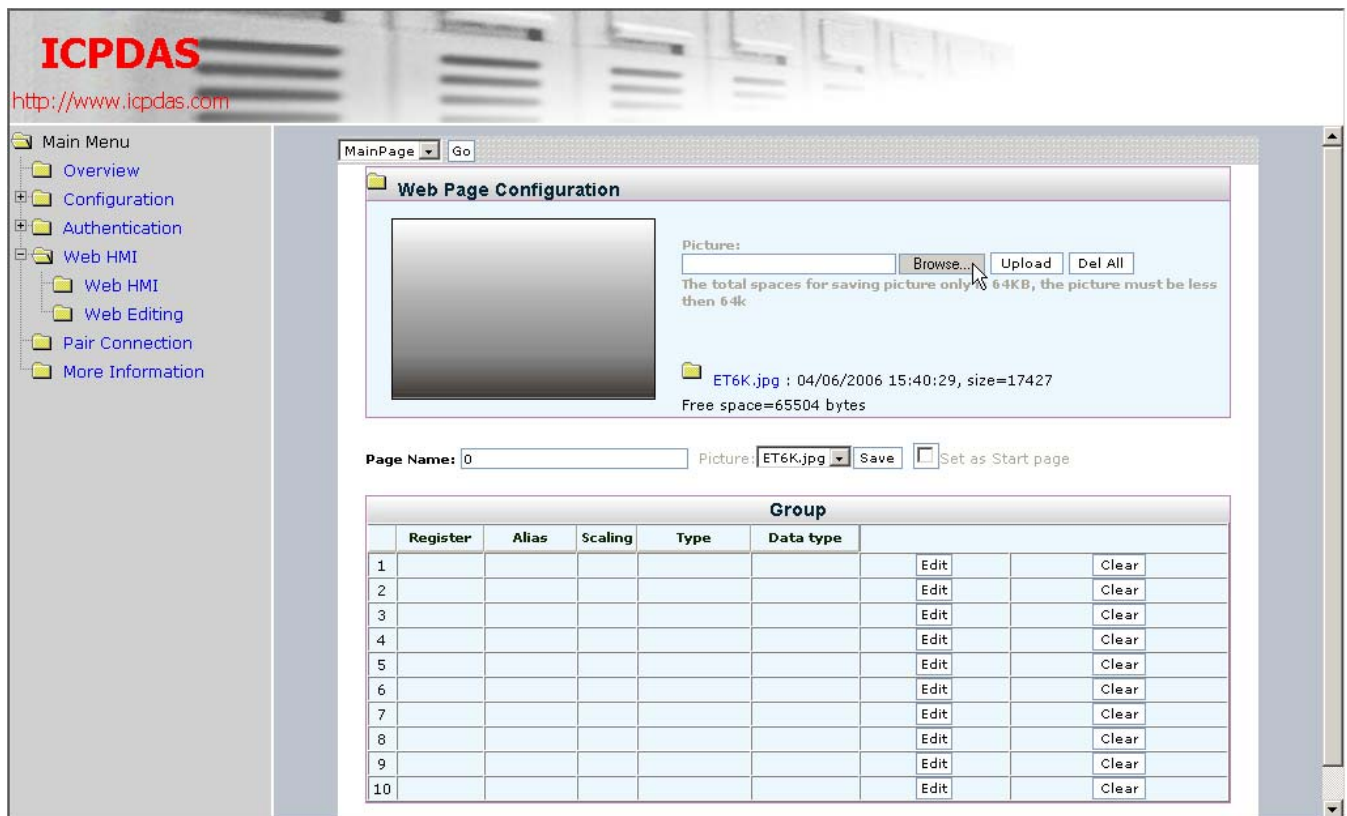 ICPDAS
http://www.icpdas.com
Main Menu
Overview
Configuration
Authentication
Web HMI
Web HMI
Web Editing
Pair Connection
More Information
MainPage Go
Web Page Configuration
Picture:
Browse... Upload Del All
The total spaces for saving picture only 64KB, the picture must be less
then 64k
ET6K.jpg : 04/06/2006 15:40:29, size=17427
Free space=65504 bytes
Page Name: 0 Picture: ET6K.jpg Save Set as Start page
Group
Register Alias Scaling Type Data type
1 Edit Clear
2 Edit Clear
3 Edit Clear
4 Edit Clear
5 Edit Clear
6 Edit Clear
7 Edit Clear
8 Edit Clear
9 Edit Clear
10 Edit Clear